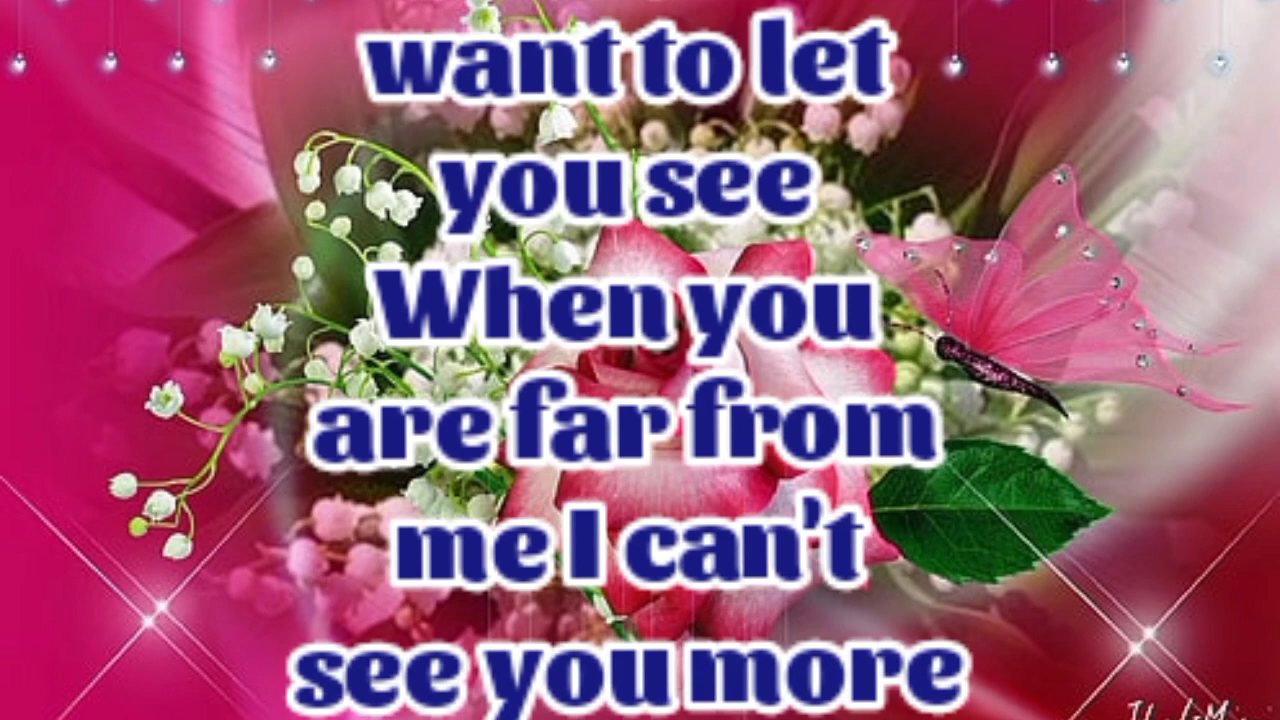 want to let
you see
When you
are far from
me I can't
see you more